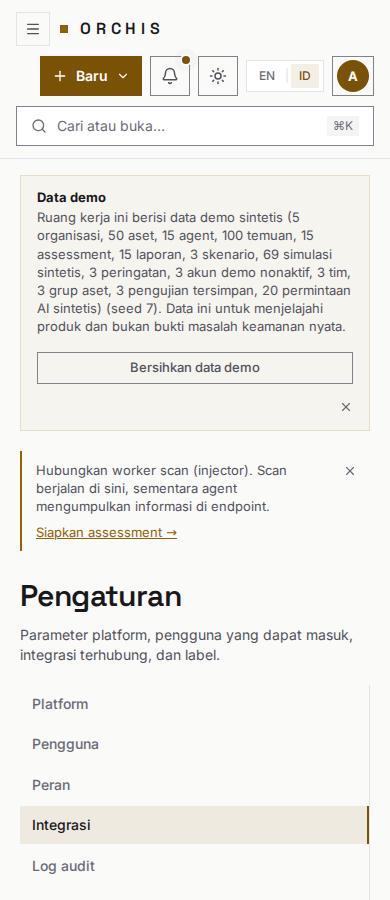 ORCHIS
Baru
EN
ID
A
Cari atau buka...
⌘K
Data demo
Ruang kerja ini berisi data demo sintetis (5
organisasi, 50 aset, 15 agent, 100 temuan, 15
assessment, 15 laporan, 3 skenario, 69 simulasi
sintetis, 3 peringatan, 3 akun demo nonaktif, 3 tim,
3 grup aset, 3 pengujian tersimpan, 20 permintaan
AI sintetis) (seed 7). Data ini untuk menjelajahi
produk dan bukan bukti masalah keamanan nyata.
Bersihkan data demo
Hubungkan worker scan (injector). Scan
berjalan di sini, sementara agent
mengumpulkan informasi di endpoint.
Siapkan assessment →
Pengaturan
Parameter platform, pengguna yang dapat masuk,
integrasi terhubung, dan label.
Platform
Pengguna
Peran
Integrasi
Log audit